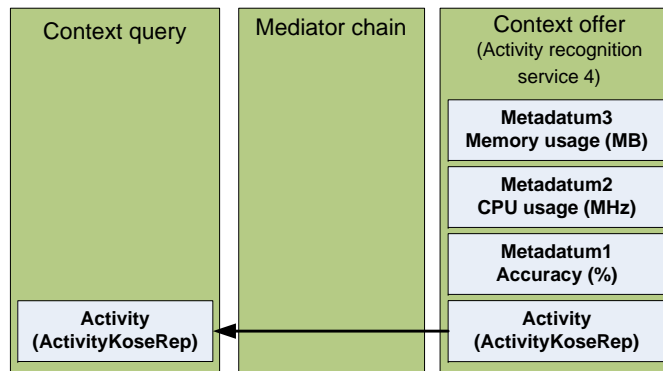 Context query
Mediator chain
Context offer
(Activity recognition
service 4)
Metadatum3
Memory usage (MB)
Metadatum2
CPU usage (MHz)
Metadatum1
Accuracy (%)
Activity
(ActivityKoseRep)
Activity
(ActivityKoseRep)